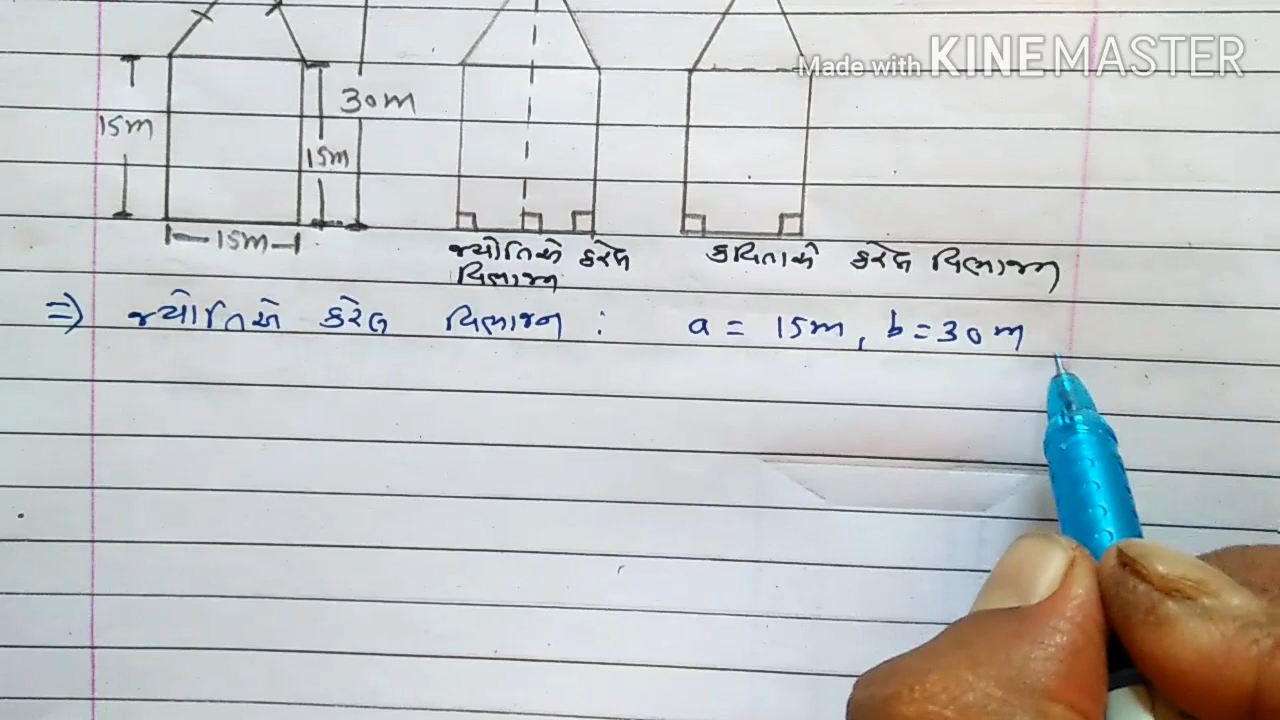 Made with KINEMASTER
30m
15m
15m
15m
જ્યોતિએ કરેલ
વિભાજન
કવિતાએ કરેલ વિભાજન
⇒ જ્યોતિએ કરેલ વિભાજન : a = 15m, b = 30m